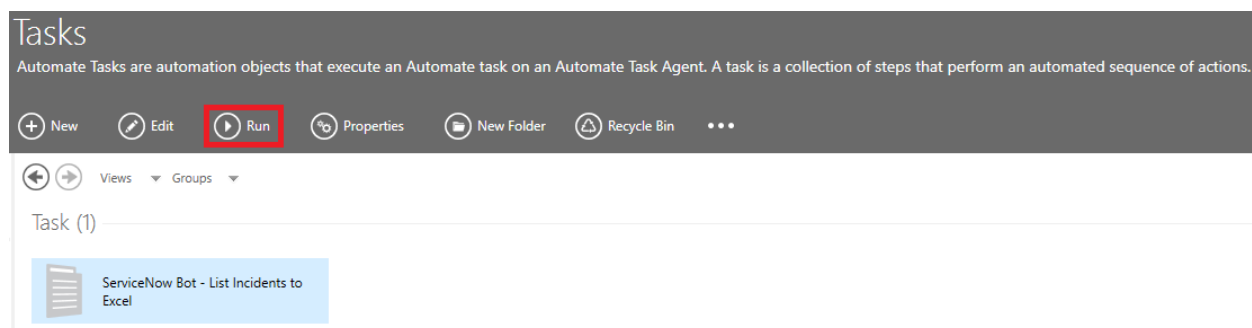 Tasks
Automate Tasks are automation objects that execute an Automate task on an Automate Task Agent. A task is a collection of steps that perform an automated sequence of actions.
New Edit Run Properties New Folder Recycle Bin •••
Views Groups
Task (1)
ServiceNow Bot - List Incidents to
Excel